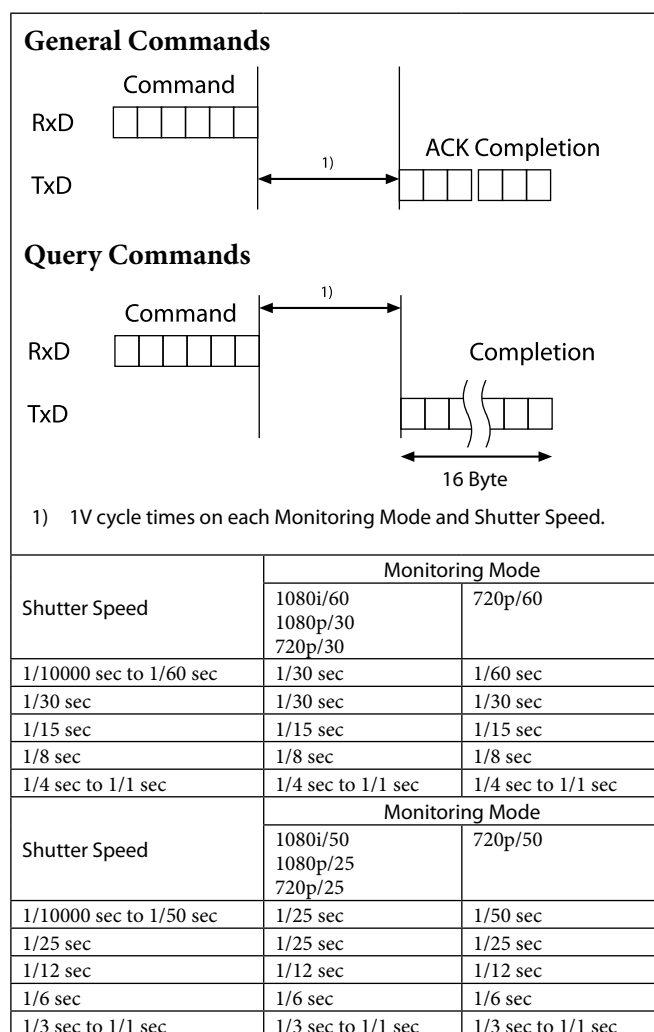 General Commands
Command
RxD
ACK Completion
1)
TxD
Query Commands
1)
Command
RxD
Completion
TxD
16 Byte
1) 1V cycle times on each Monitoring Mode and Shutter Speed.
Shutter Speed
Monitoring Mode
1080i/60
1080p/30
720p/30
720p/60
1/10000 sec to 1/60 sec 1/30 sec 1/60 sec
1/30 sec 1/30 sec 1/30 sec
1/15 sec 1/15 sec 1/15 sec
1/8 sec 1/8 sec 1/8 sec
1/4 sec to 1/1 sec 1/4 sec to 1/1 sec 1/4 sec to 1/1 sec
Shutter Speed
Monitoring Mode
1080i/50
1080p/25
720p/25
720p/50
1/10000 sec to 1/50 sec 1/25 sec 1/50 sec
1/25 sec 1/25 sec 1/25 sec
1/12 sec 1/12 sec 1/12 sec
1/6 sec 1/6 sec 1/6 sec
1/3 sec to 1/1 sec 1/3 sec to 1/1 sec 1/3 sec to 1/1 sec